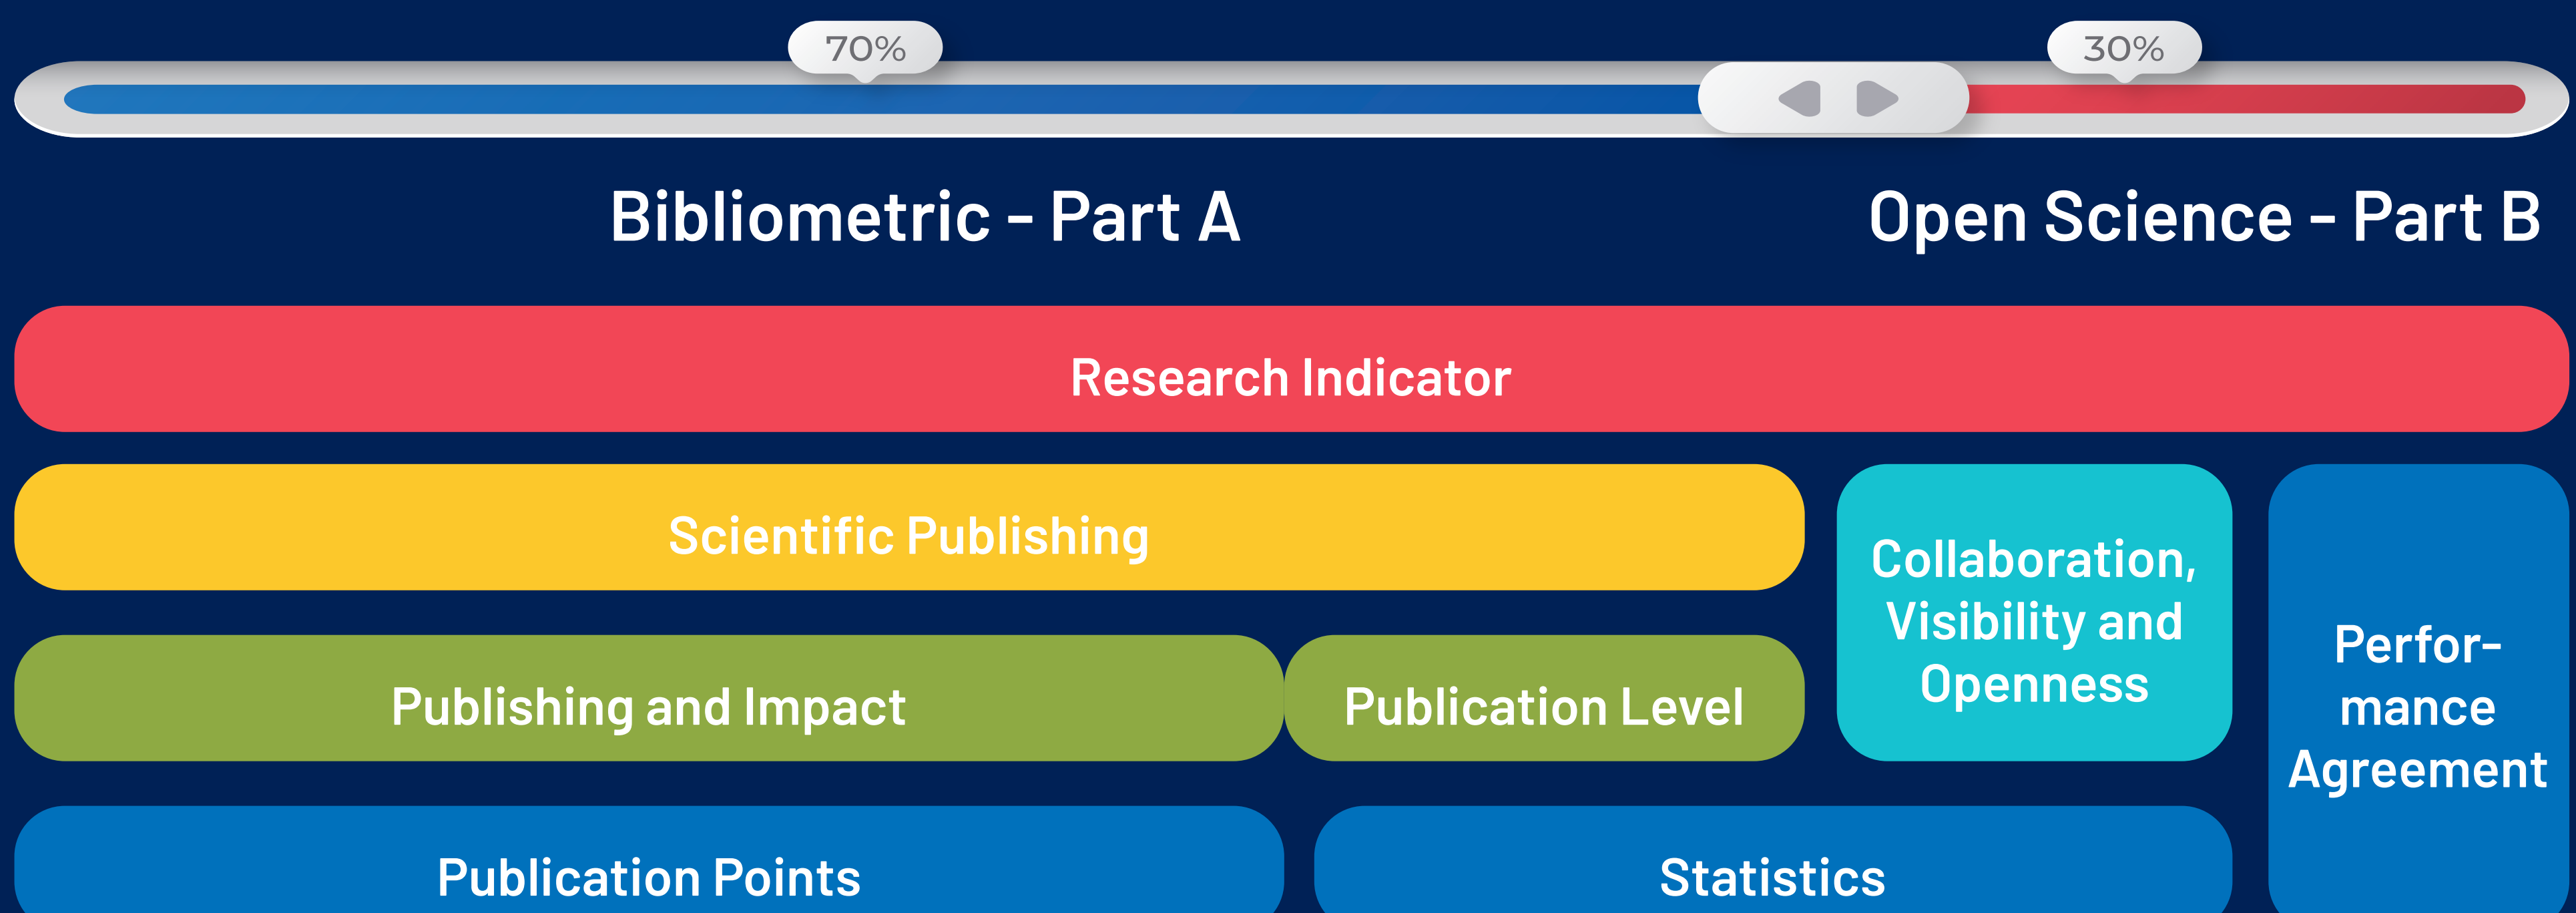 70%
30%
Bibliometric - Part A
Open Science - Part B
Research Indicator
Scientific Publishing
Collaboration,
Visibility and
Openness
Perfor-
mance
Agreement
Publishing and Impact
Publication Level
Publication Points
Statistics